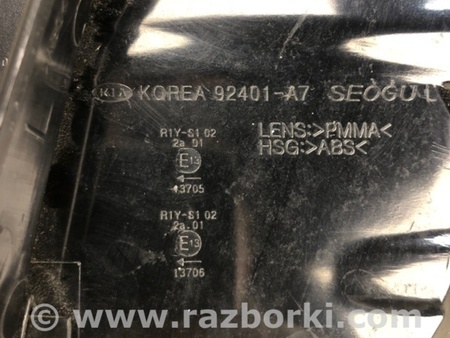 KIA KOREA 92401-A7 SEOGU L
R1Y-S1 02
2a 01
E13
13705
LENS:>PMMA<
HSG:>ABS<
R1Y-S1 02
2a.01
E13
13706
www.razborki.com